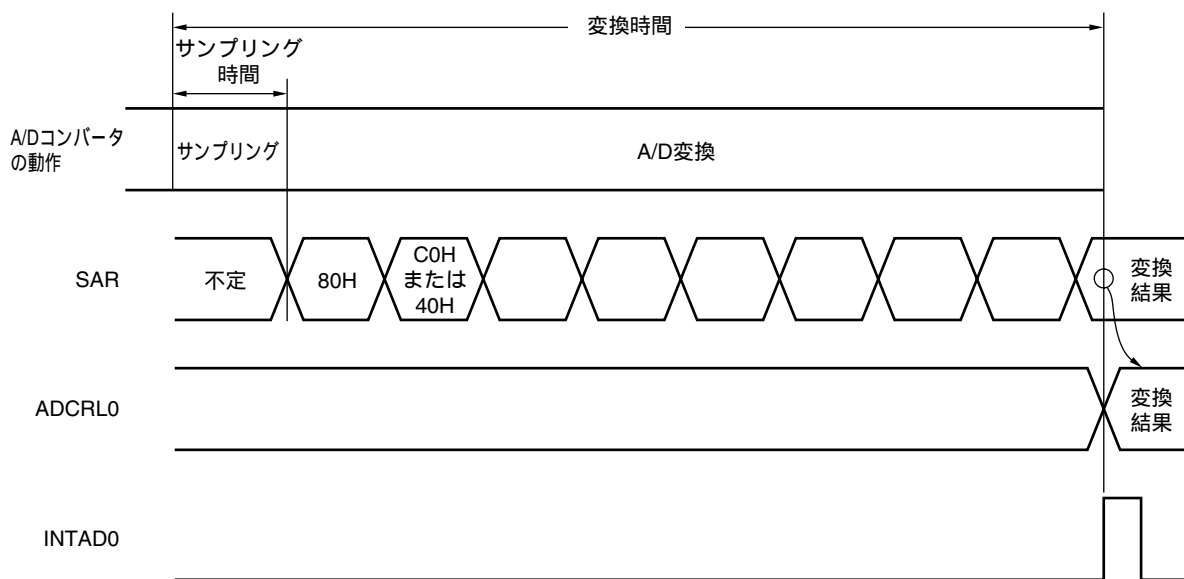 変換時間
サンプリング
時間
A/Dコンバータ
の動作
サンプリング
A/D変換
SAR
不定
80H
C0H
または
40H
変換
結果
ADCRL0
変換
結果
INTAD0